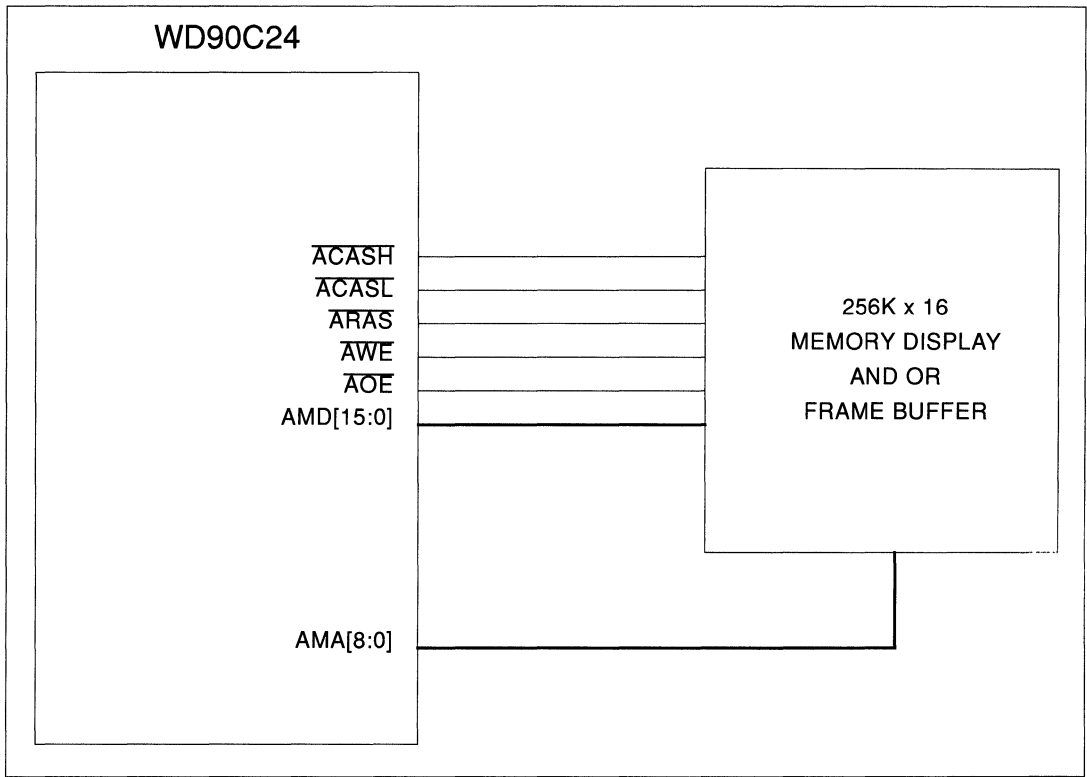 WD90C24
ACASH
ACASL
ARAS
AWE
AOE
AMD[15:0]
AMA[8:0]
256K x 16
MEMORY DISPLAY
AND OR
FRAME BUFFER